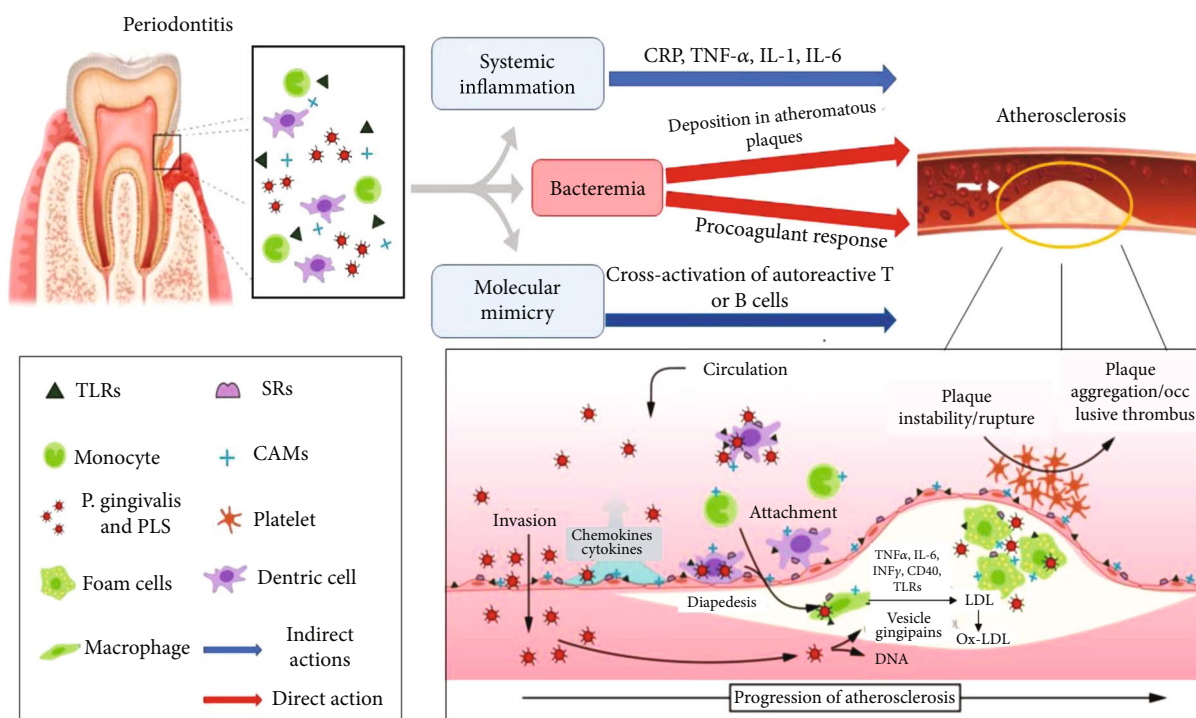 Periodontitis
Systemic
inflammation
CRP, TNF-α, IL-1, IL-6
Bacteremia
Deposition in atheromatous
plaques
Procoagulant response
Atherosclerosis
Molecular
mimicry
Cross-activation of autoreactive T
or B cells
TLRs
SRs
Monocyte
CAMs
P. gingivalis
and PLS
Platelet
Foam cells
Dentric cell
Macrophage
Indirect
actions
Direct action
Circulation
Plaque
instability/rupture
Plaque
aggregation/occ
lusive thrombus
Invasion
Chemokines
cytokines
Attachment
Diapedesis
TNFα, IL-6,
INFγ, CD40,
TLRs
LDL
Ox-LDL
Vesicle
gingipains
DNA
Progression of atherosclerosis